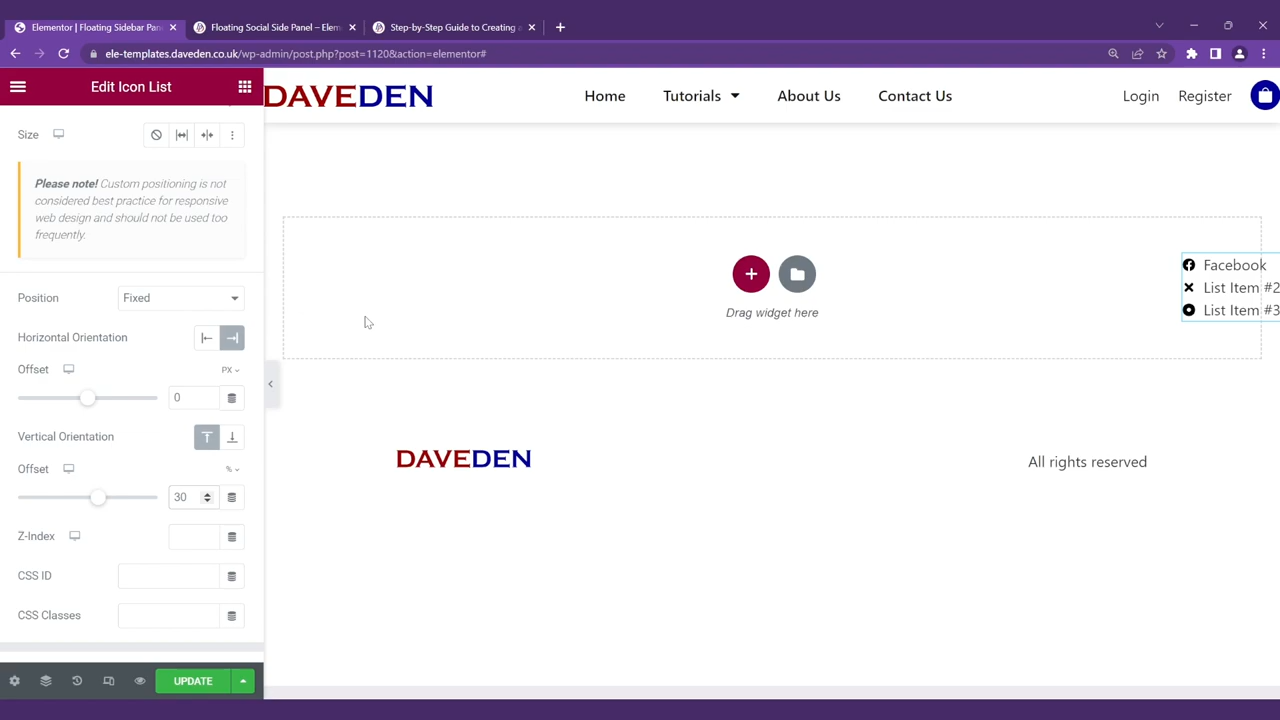 Elementor | Floating Sidebar Pan
Floating Social Side Panel – Elem
Step-by-Step Guide to Creating a
ele-templates.daveden.co.uk/wp-admin/post.php?post=1120&action=elementor#
Edit Icon List
DAVEDEN
Home
Tutorials
About Us
Contact Us
Login
Register
Size
Please note! Custom positioning is not
considered best practice for responsive
web design and should not be used too
frequently.
Position
Fixed
Horizontal Orientation
Offset
PX
0
Vertical Orientation
Offset
%
30
Z-Index
CSS ID
CSS Classes
UPDATE
Drag widget here
Facebook
List Item #2
List Item #3
DAVEDEN
All rights reserved